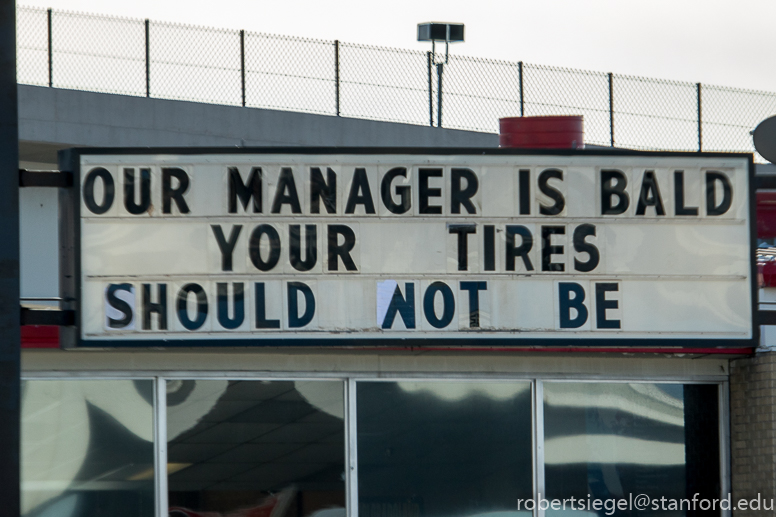 OUR MANAGER IS BALD
YOUR TIRES
SHOULD NOT BE
robertsiegel@stanford.edu